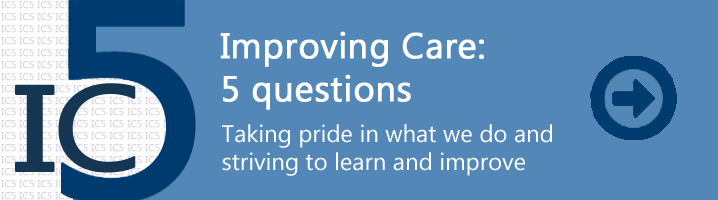 IC5
Improving Care:
5 questions
Taking pride in what we do and
striving to learn and improve